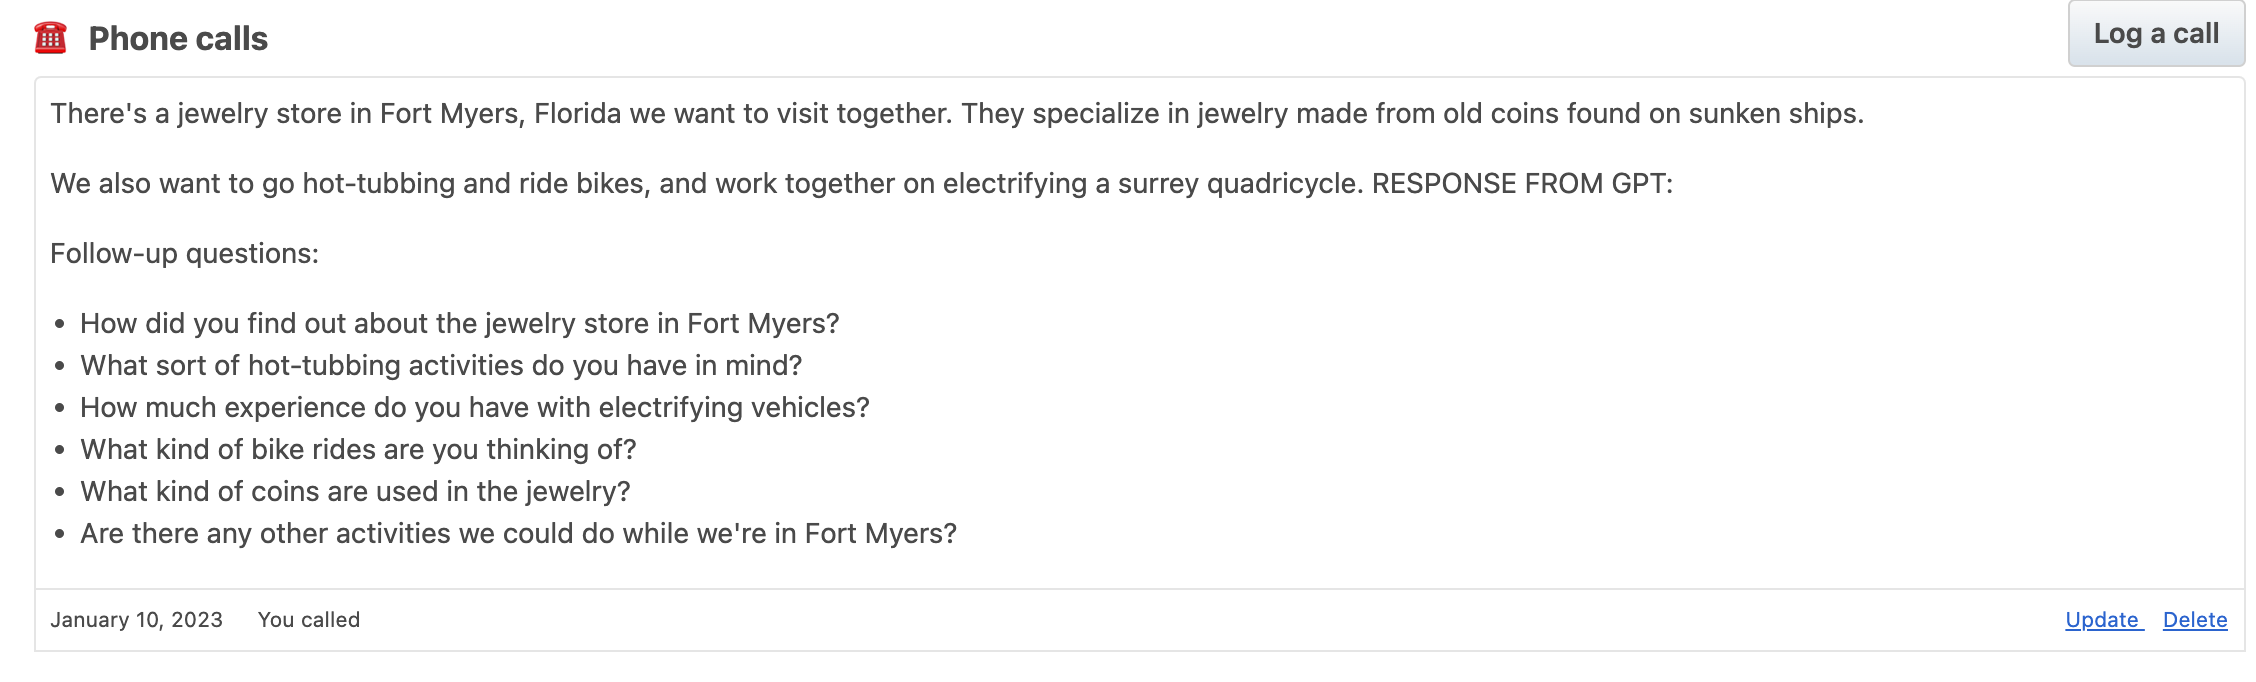 Phone calls
Log a call
There's a jewelry store in Fort Myers, Florida we want to visit together. They specialize in jewelry made from old coins found on sunken ships.
We also want to go hot-tubbing and ride bikes, and work together on electrifying a surrey quadricycle. RESPONSE FROM GPT:
Follow-up questions:
• How did you find out about the jewelry store in Fort Myers?
• What sort of hot-tubbing activities do you have in mind?
• How much experience do you have with electrifying vehicles?
• What kind of bike rides are you thinking of?
• What kind of coins are used in the jewelry?
• Are there any other activities we could do while we're in Fort Myers?
January 10, 2023 You called Update Delete